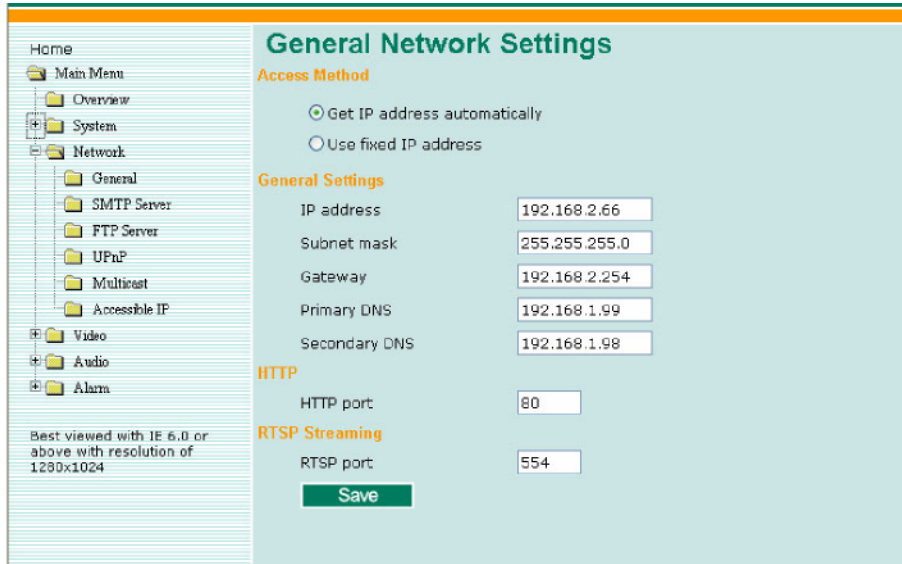 Home
Main Menu
Overview
System
Network
General
SMTP Server
FTP Server
UPnP
Multicast
Accessible IP
Video
Audio
Alarm
Best viewed with IE 6.0 or
above with resolution of
1280x1024
General Network Settings
Access Method
Get IP address automatically
Use fixed IP address
General Settings
IP address 192.168.2.66
Subnet mask 255.255.255.0
Gateway 192.168.2.254
Primary DNS 192.168.1.99
Secondary DNS 192.168.1.98
HTTP
HTTP port 80
RTSP Streaming
RTSP port 554
Save